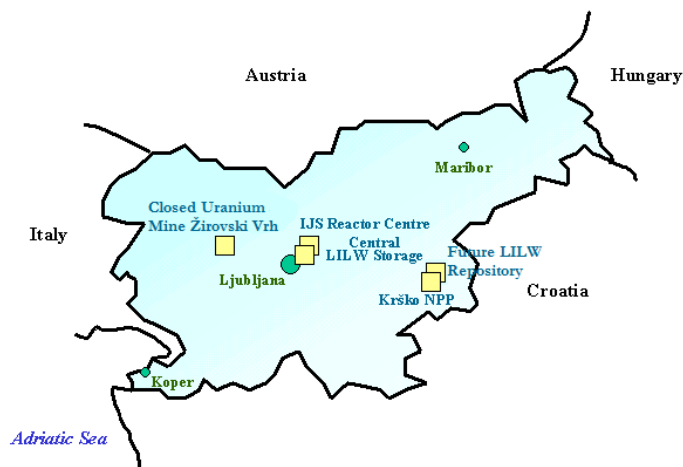 Austria
Hungary
Maribor
Closed Uranium
Mine Žirovski Vrh
IJS Reactor Centre
Central
LILW Storage
Italy
Future LILW
Repository
Ljubljana
Krško NPP
Croatia
Koper
Adriatic Sea